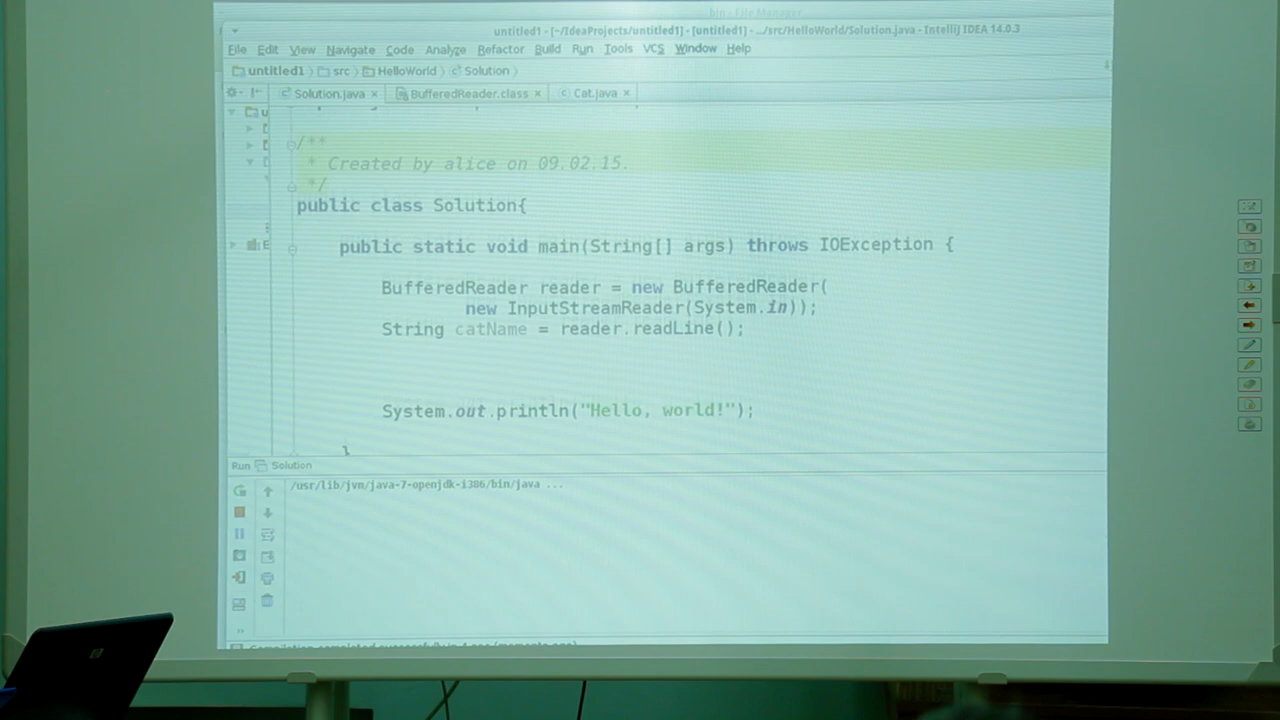 bin - File Manager
untitled1 - [~/IdeaProjects/untitled1] - [untitled1] - .../src/HelloWorld/Solution.java - IntelliJ IDEA 14.0.3
File Edit View Navigate Code Analyze Refactor Build Run Tools VCS Window Help
untitled1 src HelloWorld Solution
Solution.java BufferedReader.class Cat.java
/**
* Created by alice on 09.02.15.
*/
public class Solution{
public static void main(String[] args) throws IOException {
BufferedReader reader = new BufferedReader(
new InputStreamReader(System.in));
String catName = reader.readLine();
System.out.println("Hello, world!");
}
Run Solution
/usr/lib/jvm/java-7-openjdk-i386/bin/java ...